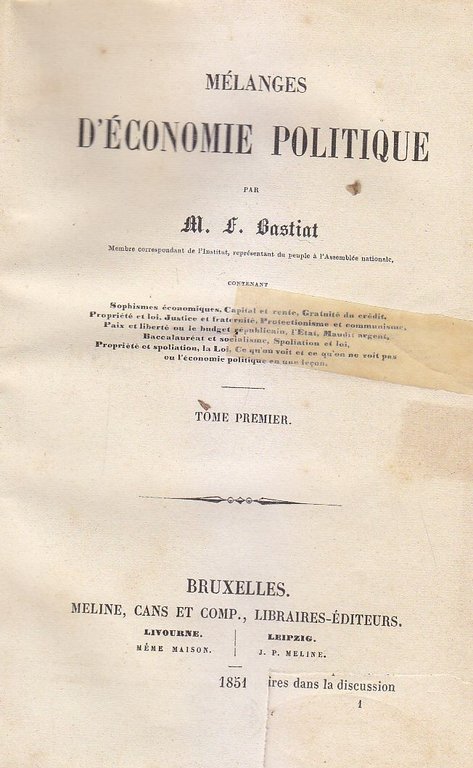 MÉLANGES
D'ÉCONOMIE POLITIQUE
PAR
M. F. Bastiat
Membre correspondant de l'Institut, représentant du peuple à l'Assemblée nationale,
CONTENANT
Sophismes économiques, Capital et rente, Gratuité du crédit,
Propriété et loi, Justice et fraternité, Protectionisme et communisme,
Paix et liberté ou le budget républicain, l'État, Maudit argent,
Baccalauréat et socialisme, Spoliation et loi,
Propriété et spoliation, la Loi, Ce qu'on voit et ce qu'on ne voit pas
ou l'économie politique en une leçon.
TOME PREMIER.
BRUXELLES.
MELINE, CANS ET COMP., LIBRAIRES-ÉDITEURS.
LIVOURNE. LEIPZIG.
MÊME MAISON. J. P. MELINE.
1851 ires dans la discussion
1